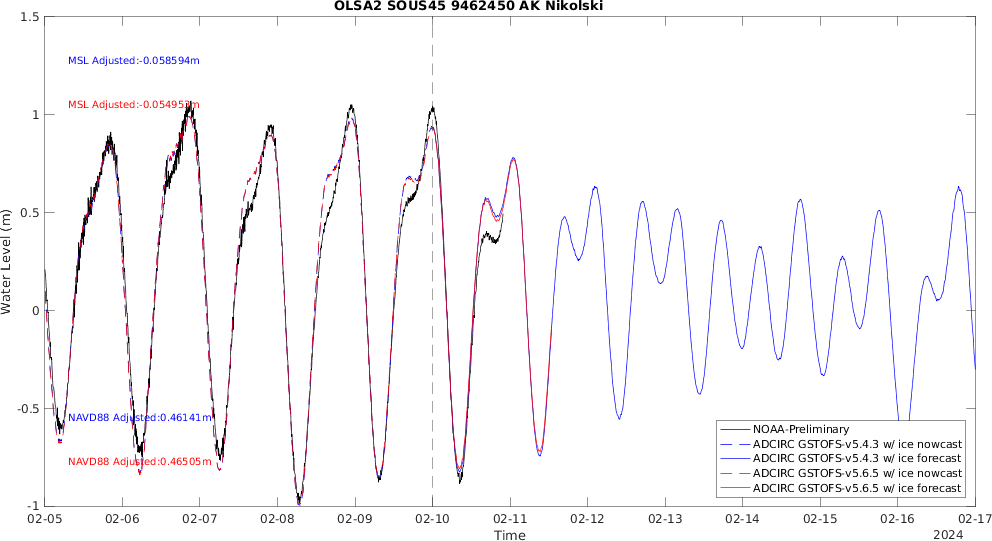 OLSA2 SOUS45 9462450 AK Nikolski
1.5
1
0.5
0
-0.5
-1
Water Level (m)
MSL Adjusted:-0.058594m
MSL Adjusted:-0.054953m
NAVD88 Adjusted:0.46141m
NAVD88 Adjusted:0.46505m
NOAA-Preliminary
ADCIRC GSTOFS-v5.4.3 w/ ice nowcast
ADCIRC GSTOFS-v5.4.3 w/ ice forecast
ADCIRC GSTOFS-v5.6.5 w/ ice nowcast
ADCIRC GSTOFS-v5.6.5 w/ ice forecast
02-05 02-06 02-07 02-08 02-09 02-10 02-11 02-12 02-13 02-14 02-15 02-16 02-17
Time
2024